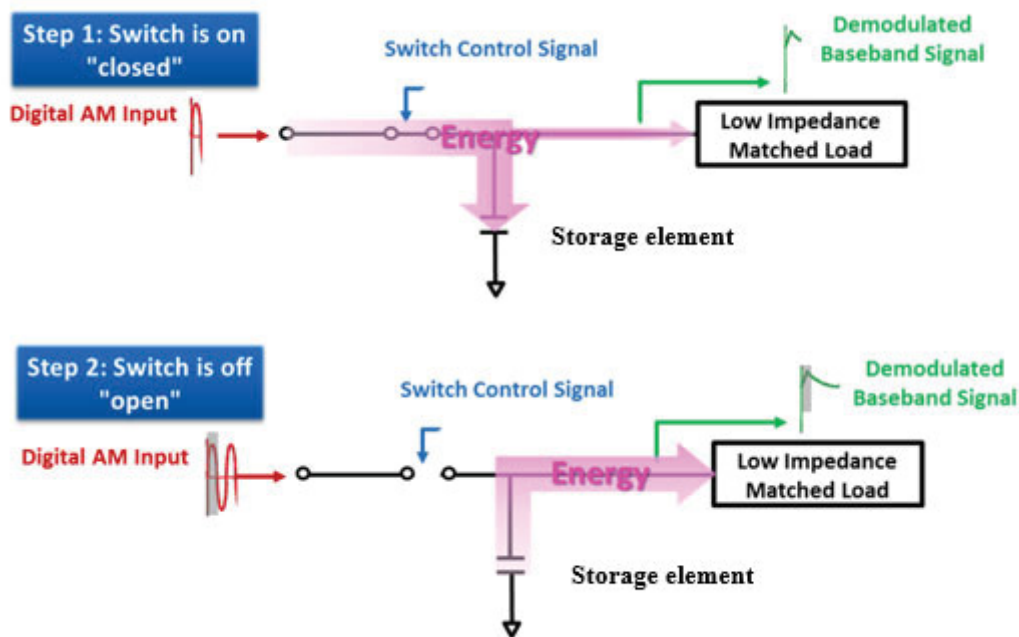 Step 1: Switch is on
"closed"
Switch Control Signal
Demodulated
Baseband Signal
Digital AM Input
Energy
Low Impedance
Matched Load
Storage element
Step 2: Switch is off
"open"
Switch Control Signal
Demodulated
Baseband Signal
Digital AM Input
Energy
Low Impedance
Matched Load
Storage element